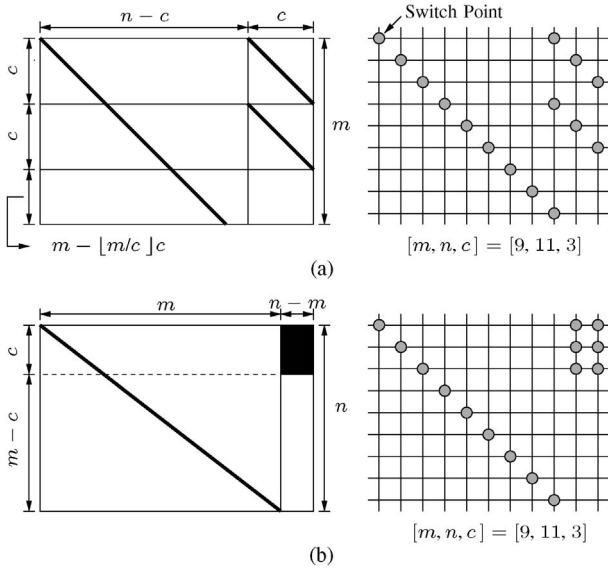 Switch Point
n − c
c
c
c
m
m − ⌊m/c⌋c
[m, n, c] = [9, 11, 3]
(a)
m
n − m
c
m − c
n
[m, n, c] = [9, 11, 3]
(b)